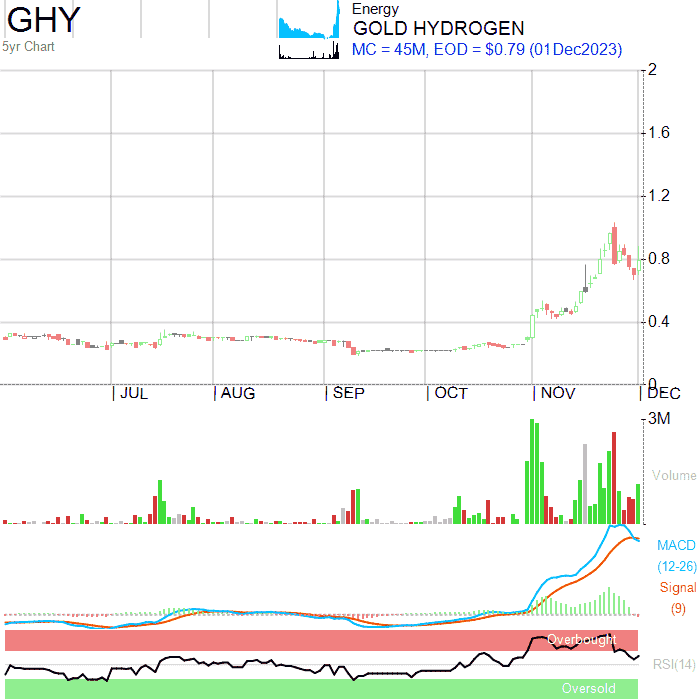 GHY
5yr Chart
Energy
GOLD HYDROGEN
MC = 45M, EOD = $0.79 (01Dec2023)
2
1.6
1.2
0.8
0.4
0
JUL AUG SEP OCT NOV DEC
3M
Volume
MACD
(12-26)
Signal
(9)
Overbought
RSI(14)
Oversold